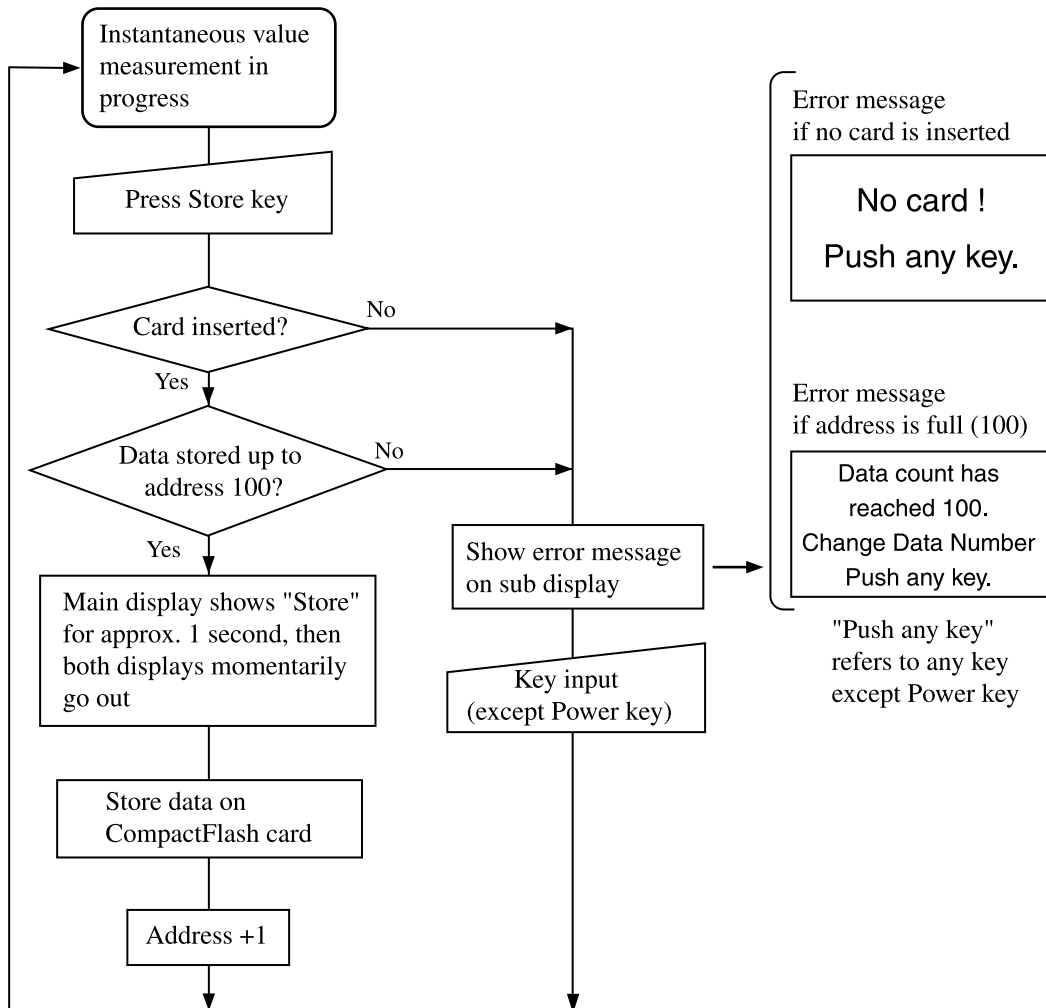 Instantaneous value
measurement in
progress
Press Store key
Card inserted?
No
Yes
Data stored up to
address 100?
No
Yes
Main display shows "Store"
for approx. 1 second, then
both displays momentarily
go out
Store data on
CompactFlash card
Address +1
Show error message
on sub display
Key input
(except Power key)
Error message
if no card is inserted
No card !
Push any key.
Error message
if address is full (100)
Data count has
reached 100.
Change Data Number
Push any key.
"Push any key"
refers to any key
except Power key